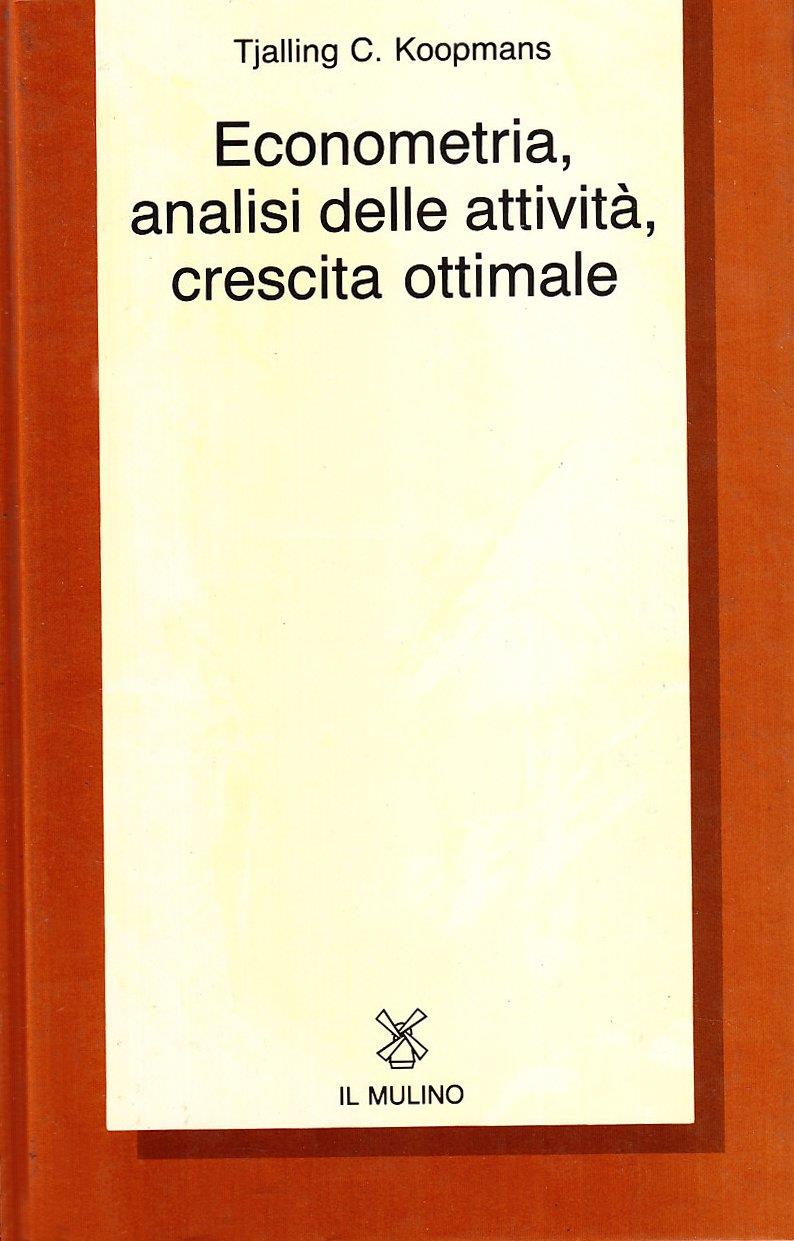 Tjalling C. Koopmans
Econometria,
analisi delle attività,
crescita ottimale
IL MULINO